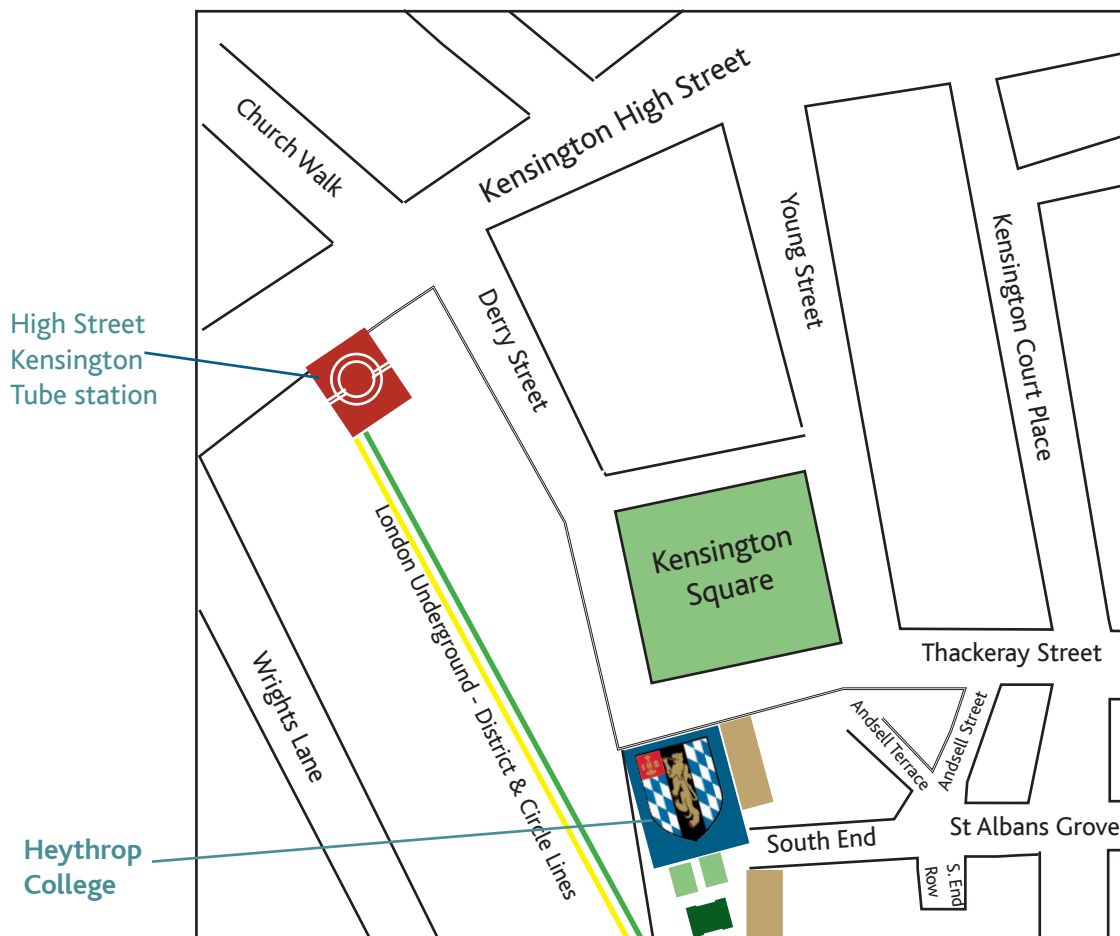 Church Walk
Kensington High Street
Young Street
Kensington Court Place
Derry Street
High Street
Kensington
Tube station
London Underground - District & Circle Lines
Kensington
Square
Thackeray Street
Wrights Lane
Andsell Terrace
Andsell Street
IHS
Heythrop
College
South End
St Albans Grove
S. End
Row